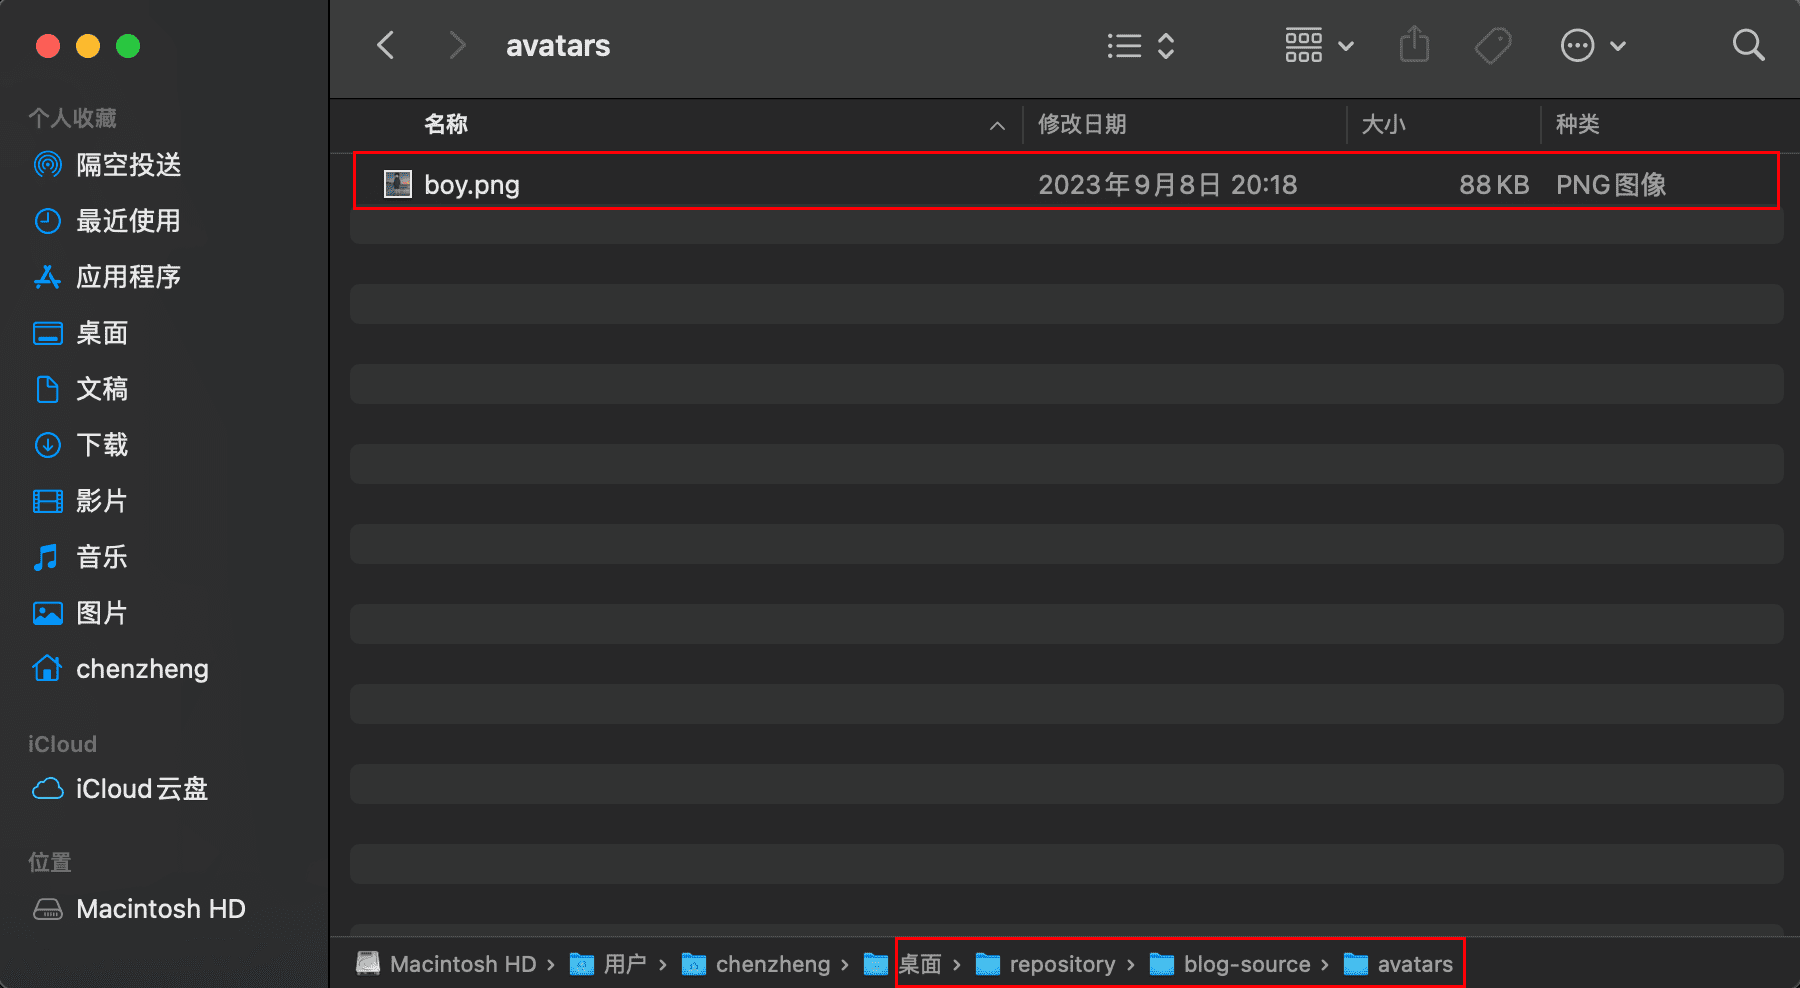 avatars
个人收藏
隔空投送
最近使用
应用程序
桌面
文稿
下载
影片
音乐
图片
chenzheng
iCloud
iCloud云盘
位置
Macintosh HD
名称 修改日期 大小 种类
boy.png 2023年9月8日 20:18 88 KB PNG图像
Macintosh HD › 用户 › chenzheng › 桌面 › repository › blog-source › avatars